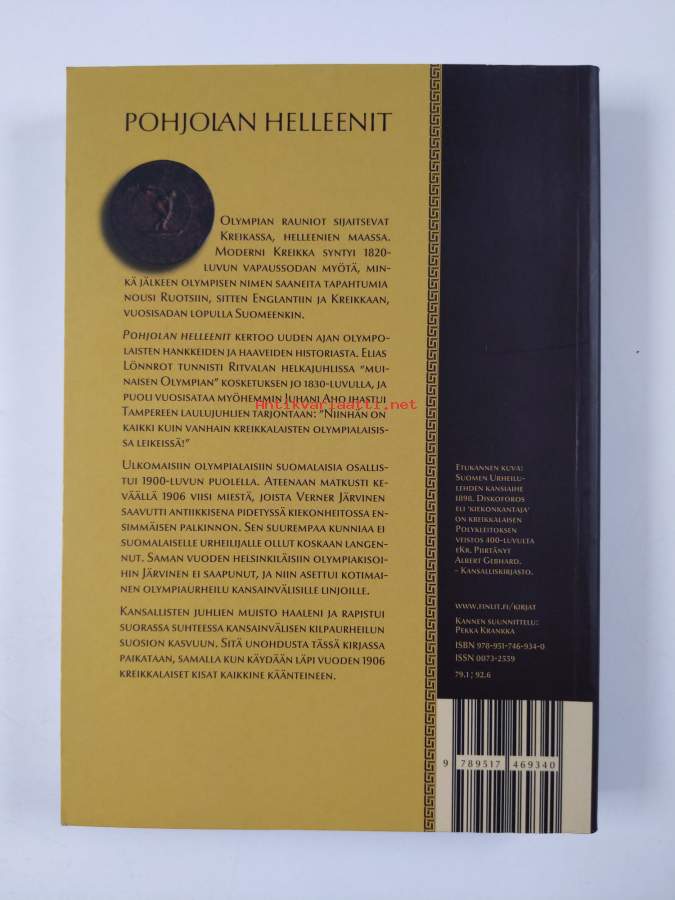 POHJOLAN HELLEENIT
OLYMPIAN RAUNIOT SIJAITSEVAT
KREIKASSA, HELLEENIEN MAASSA.
MODERNI KREIKKA SYNTYI 1820-
LUVUN VAPAUSSODAN MYÖTÄ, MIN-
KÄ JÄLKEEN OLYMPISEN NIMEN SAANEITA TAPAHTUMIA
NOUSI RUOTSIIN, SITTEN ENGLANTIIN JA KREIKKAAN,
VUOSISADAN LOPULLA SUOMEENKIN.
POHJOLAN HELLEENIT KERTOO UUDEN AJAN OLYMPO-
LAISTEN HANKKEIDEN JA HAAVEIDEN HISTORIASTA. ELIAS
LÖNNROT TUNNISTI RITVALAN HELKAJUHLISSA "MUI-
NAISEN OLYMPIAN" KOSKETUKSEN JO 1830-LUVULLA, JA
PUOLI VUOSISATAA MYÖHEMMIN JUHANI AHO IHASTUI
TAMPEREEN LAULUJUHLIEN TARJONTAAN: "NIINHÄN ON
KAIKKI KUIN VANHAIN KREIKKALAISTEN OLYMPIALAISIS-
SA LEIKEISSÄ!"
ULKOMAISIIN OLYMPIALAISIIN SUOMALAISIA OSALLIS-
TUI 1900-LUVUN PUOLELLA. ATEENAAN MATKUSTI KE-
VÄÄLLÄ 1906 VIISI MIESTÄ, JOISTA VERNER JÄRVINEN
SAAVUTTI ANTIIKKISENA PIDETYSSÄ KIEKONHEITOSSA EN-
SIMMÄISEN PALKINNON. SEN SUUREMPAA KUNNIAA EI
SUOMALAISELLE URHEILIJALLE OLLUT KOSKAAN LANGEN-
NUT. SAMAN VUODEN HELSINKILÄISIIN OLYMPIAKISOI-
HIN JÄRVINEN EI SAAPUNUT, JA NIIN ASETTUI KOTIMAI-
NEN OLYMPIAURHEILU KANSAINVÄLISILLE LINJOILLE.
KANSALLISTEN JUHLIEN MUISTO HAALENI JA RAPISTUI
SUORASSA SUHTEESSA KANSAINVÄLISEN KILPAURHEILUN
SUOSION KASVUUN. SITÄ UNOHDUSTA TÄSSÄ KIRJASSA
PAIKATAAN, SAMALLA KUN KÄYDÄÄN LÄPI VUODEN 1906
KREIKKALAISET KISAT KAIKKINE KÄÄNTEINEEN.
Antikvariaatti.net
ETUKANNEN KUVA:
SUOMEN URHEILU-
LEHDEN KANSIAIHE
1898. DISKOFOROS
ELI 'KIEKONKANTAJA'
ON KREIKKALAISEN
POLYKLEITOKSEN
VEISTOS 400-LUVULTA
EKR. PIIRTÄNYT
ALBERT GEBHARD.
– KANSALLISKIRJASTO.
WWW.FINLIT.FI/KIRJAT
KANNEN SUUNNITTELU:
PEKKA KRANKKA
ISBN 978-951-746-934-0
ISSN 0073-2559
79.1; 92.6
9 789517 469340